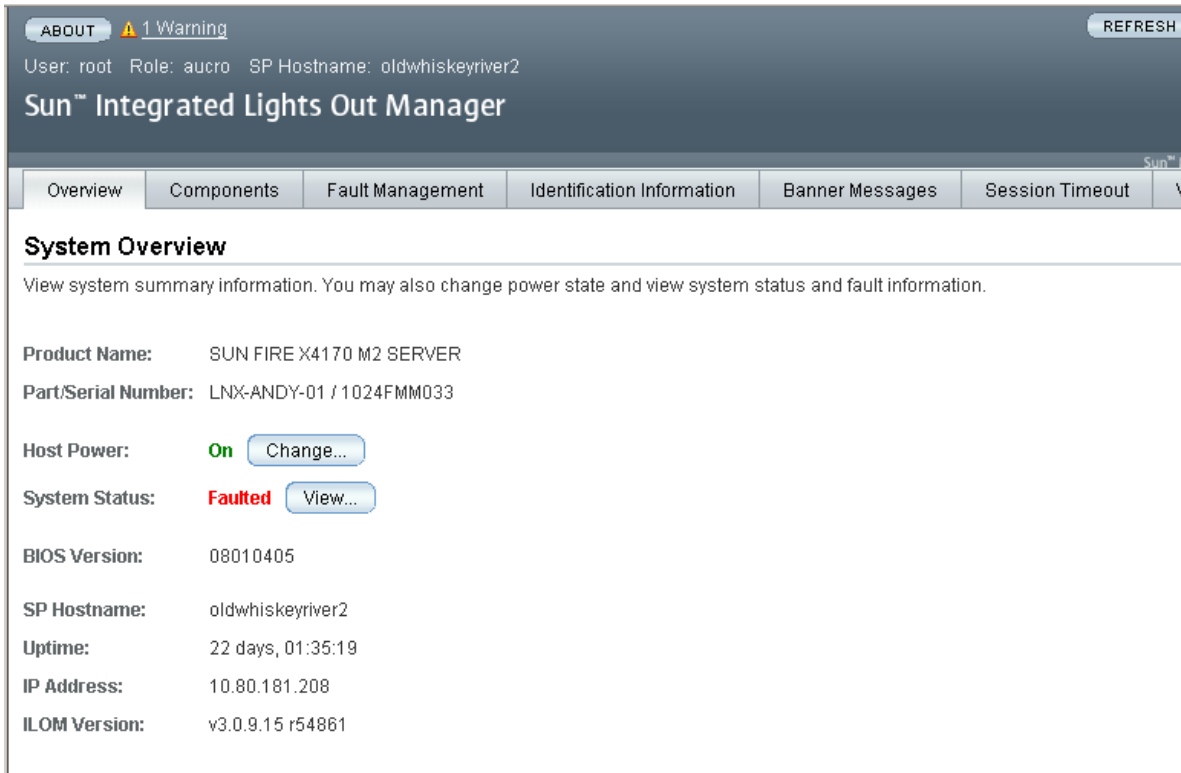 ABOUT 1 Warning REFRESH
User: root Role: aucro SP Hostname: oldwhiskeyriver2
Sun™ Integrated Lights Out Manager
Sun™
Overview Components Fault Management Identification Information Banner Messages Session Timeout
System Overview
View system summary information. You may also change power state and view system status and fault information.
Product Name: SUN FIRE X4170 M2 SERVER
Part/Serial Number: LNX-ANDY-01 / 1024FMM033
Host Power: On Change...
System Status: Faulted View...
BIOS Version: 08010405
SP Hostname: oldwhiskeyriver2
Uptime: 22 days, 01:35:19
IP Address: 10.80.181.208
ILOM Version: v3.0.9.15 r54861